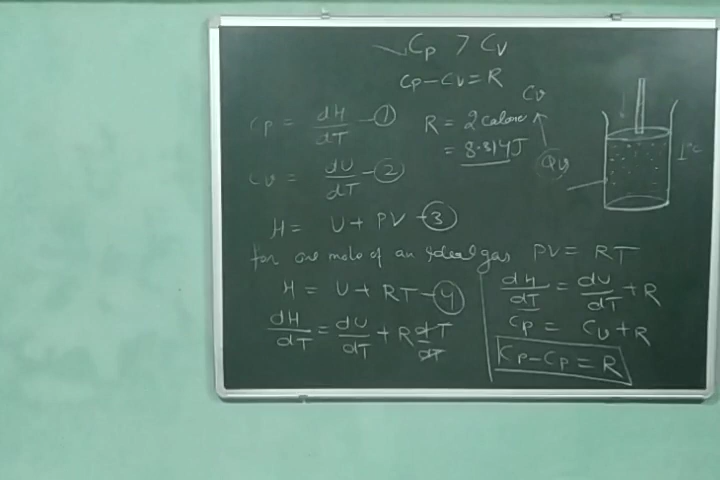 Cp > Cv
Cp-Cv=R
Cp = dH/dT -①
Cv = dU/dT -②
R = 2 calorie
= 8.314J
Cv
Qv
1°C
H = U + PV -③
for one mole of an ideal gas PV = RT
H = U + RT -④
dH/dT = dU/dT + R dT/dT
dH/dT = dU/dT + R
Cp = Cv + R
Cp-Cp = R